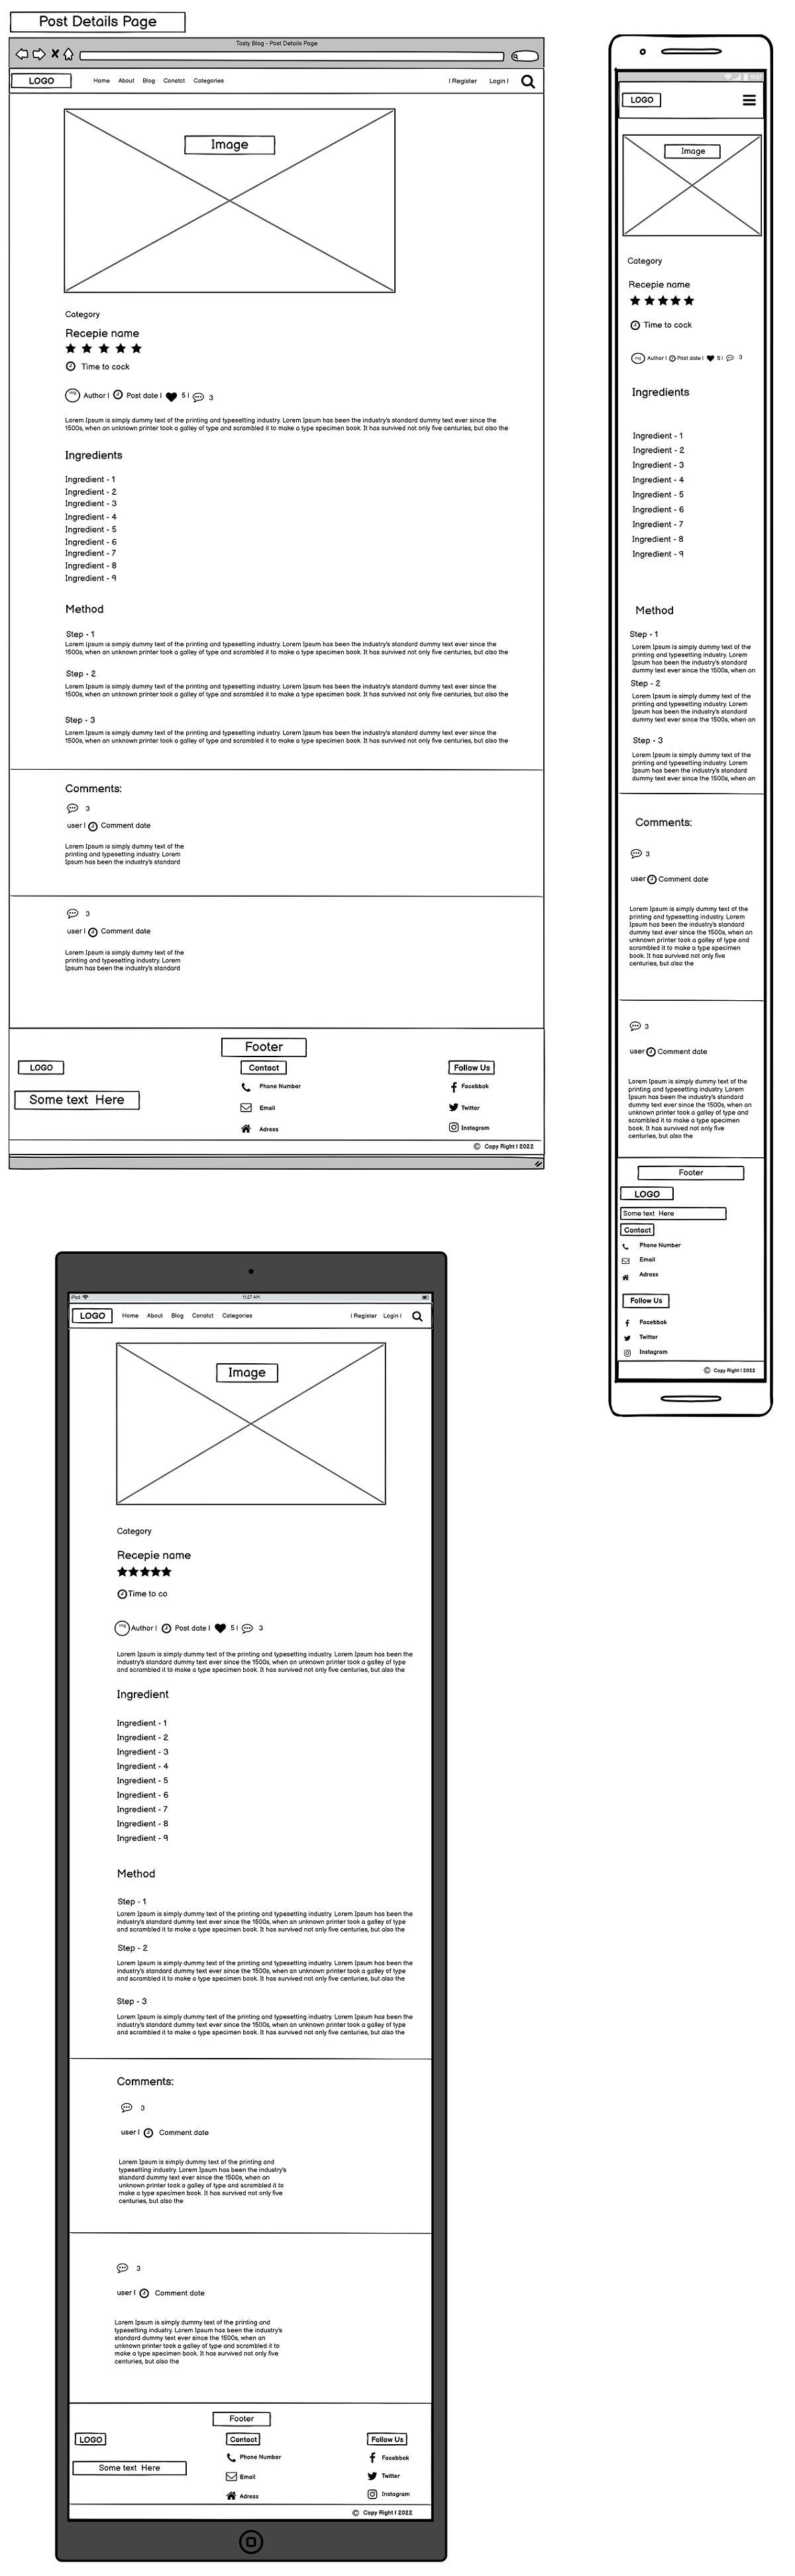 Post Details Page
Tasty Blog - Post Details Page
LOGO Home About Blog Conatct Categories I Register Login I
Image
Category
Recepie name
Time to cock
img Author I Post date I 5 I 3
Lorem Ipsum is simply dummy text of the printing and typesetting industry. Lorem Ipsum has been the industry's standard dummy text ever since the
1500s, when an unknown printer took a galley of type and scrambled it to make a type specimen book. It has survived not only five centuries, but also the
Ingredients
Ingredient - 1
Ingredient - 2
Ingredient - 3
Ingredient - 4
Ingredient - 5
Ingredient - 6
Ingredient - 7
Ingredient - 8
Ingredient - 9
Method
Step - 1
Lorem Ipsum is simply dummy text of the printing and typesetting industry. Lorem Ipsum has been the industry's standard dummy text ever since the
1500s, when an unknown printer took a galley of type and scrambled it to make a type specimen book. It has survived not only five centuries, but also the
Step - 2
Lorem Ipsum is simply dummy text of the printing and typesetting industry. Lorem Ipsum has been the industry's standard dummy text ever since the
1500s, when an unknown printer took a galley of type and scrambled it to make a type specimen book. It has survived not only five centuries, but also the
Step - 3
Lorem Ipsum is simply dummy text of the printing and typesetting industry. Lorem Ipsum has been the industry's standard dummy text ever since the
1500s, when an unknown printer took a galley of type and scrambled it to make a type specimen book. It has survived not only five centuries, but also the
Comments:
3
user I Comment date
Lorem Ipsum is simply dummy text of the
printing and typesetting industry. Lorem
Ipsum has been the industry's standard
3
user I Comment date
Lorem Ipsum is simply dummy text of the
printing and typesetting industry. Lorem
Ipsum has been the industry's standard
Footer
LOGO Contact Follow Us
Phone Number Facebbok
Some text Here
Email Twitter
Adress Instagram
© Copy Right I 2022
LOGO
Image
Category
Recepie name
Time to cock
img Author I Post date I 5 I 3
Ingredients
Ingredient - 1
Ingredient - 2
Ingredient - 3
Ingredient - 4
Ingredient - 5
Ingredient - 6
Ingredient - 7
Ingredient - 8
Ingredient - 9
Method
Step - 1
Lorem Ipsum is simply dummy text of the
printing and typesetting industry. Lorem
Ipsum has been the industry's standard
dummy text ever since the 1500s, when an
Step - 2
Lorem Ipsum is simply dummy text of the
printing and typesetting industry. Lorem
Ipsum has been the industry's standard
dummy text ever since the 1500s, when an
Step - 3
Lorem Ipsum is simply dummy text of the
printing and typesetting industry. Lorem
Ipsum has been the industry's standard
dummy text ever since the 1500s, when an
Comments:
3
user Comment date
Lorem Ipsum is simply dummy text of the
printing and typesetting industry. Lorem
Ipsum has been the industry's standard
dummy text ever since the 1500s, when an
unknown printer took a galley of type and
scrambled it to make a type specimen
book. It has survived not only five
centuries, but also the
3
user I Comment date
Lorem Ipsum is simply dummy text of the
printing and typesetting industry. Lorem
Ipsum has been the industry's standard
dummy text ever since the 1500s, when an
unknown printer took a galley of type and
scrambled it to make a type specimen
book. It has survived not only five
centuries, but also the
Footer
LOGO
Some text Here
Contact
Phone Number
Email
Adress
Follow Us
Facebbok
Twitter
Instagram
© Copy Right I 2022
iPod 11:27 AM
LOGO Home About Blog Conatct Categories I Register Login I
Image
Category
Recepie name
Time to co
img Author I Post date I 5 I 3
Lorem Ipsum is simply dummy text of the printing and typesetting industry. Lorem Ipsum has been the
industry's standard dummy text ever since the 1500s, when an unknown printer took a galley of type
and scrambled it to make a type specimen book. It has survived not only five centuries, but also the
Ingredient
Ingredient - 1
Ingredient - 2
Ingredient - 3
Ingredient - 4
Ingredient - 5
Ingredient - 6
Ingredient - 7
Ingredient - 8
Ingredient - 9
Method
Step - 1
Lorem Ipsum is simply dummy text of the printing and typesetting industry. Lorem Ipsum has been the
industry's standard dummy text ever since the 1500s, when an unknown printer took a galley of type
and scrambled it to make a type specimen book. It has survived not only five centuries, but also the
Step - 2
Lorem Ipsum is simply dummy text of the printing and typesetting industry. Lorem Ipsum has been the
industry's standard dummy text ever since the 1500s, when an unknown printer took a galley of type
and scrambled it to make a type specimen book. It has survived not only five centuries, but also the
Step - 3
Lorem Ipsum is simply dummy text of the printing and typesetting industry. Lorem Ipsum has been the
industry's standard dummy text ever since the 1500s, when an unknown printer took a galley of type
and scrambled it to make a type specimen book. It has survived not only five centuries, but also the
Comments:
3
user I Comment date
Lorem Ipsum is simply dummy text of the printing and
typesetting industry. Lorem Ipsum has been the industry's
standard dummy text ever since the 1500s, when an
unknown printer took a galley of type and scrambled it to
make a type specimen book. It has survived not only five
centuries, but also the
3
user I Comment date
Lorem Ipsum is simply dummy text of the printing and
typesetting industry. Lorem Ipsum has been the industry's
standard dummy text ever since the 1500s, when an
unknown printer took a galley of type and scrambled it to
make a type specimen book. It has survived not only five
centuries, but also the
Footer
LOGO Contact Follow Us
Phone Number Facebbok
Some text Here
Email Twitter
Adress Instagram
© Copy Right I 2022